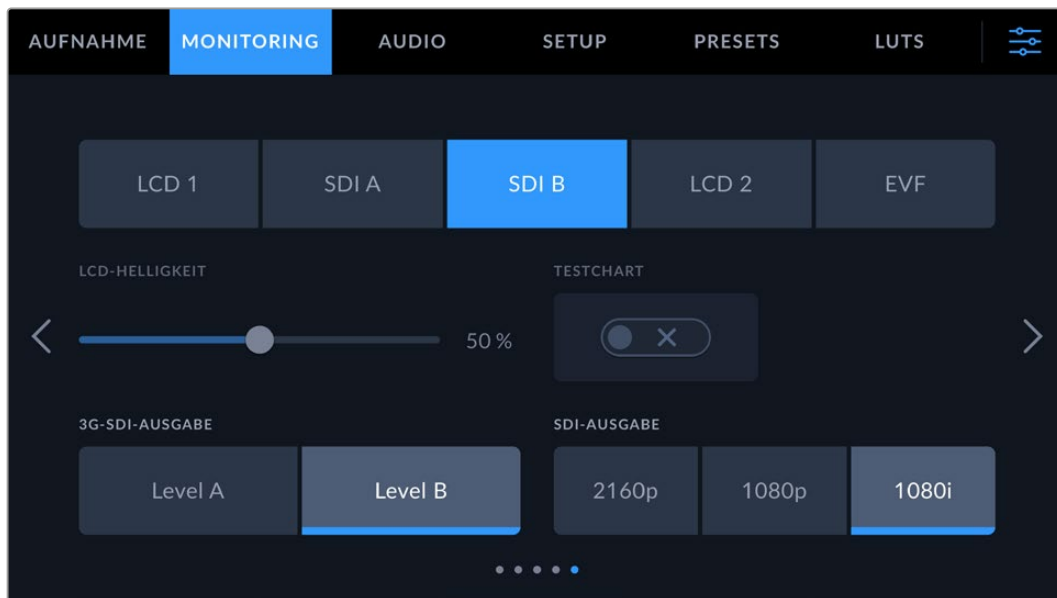 AUFNAHME MONITORING AUDIO SETUP PRESETS LUTS
LCD 1 SDI A SDI B LCD 2 EVF
LCD-HELLIGKEIT TESTCHART
50 %
3G-SDI-AUSGABE SDI-AUSGABE
Level A Level B 2160p 1080p 1080i